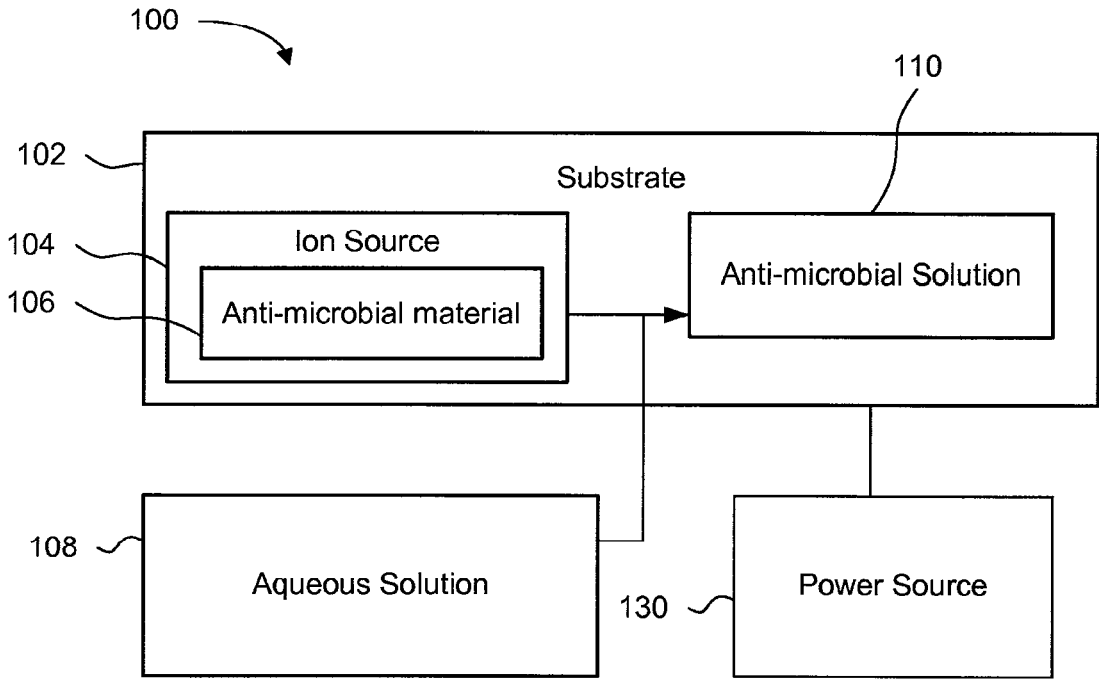 100
110
102
Substrate
104
Ion Source
106
Anti-microbial material
Anti-microbial Solution
108
Aqueous Solution
130
Power Source